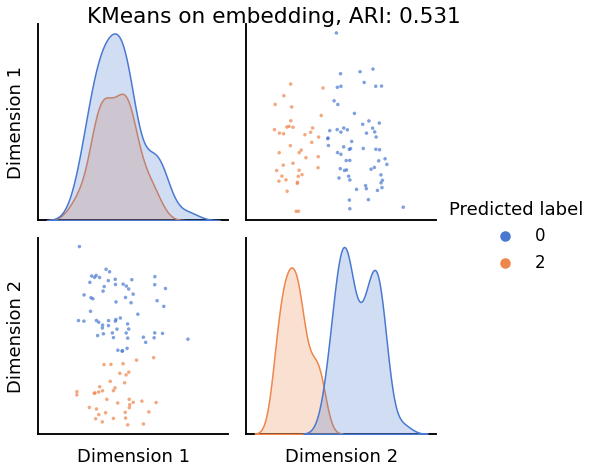 KMeans on embedding, ARI: 0.531
Dimension 1
Predicted label
0
2
Dimension 2
Dimension 1
Dimension 2